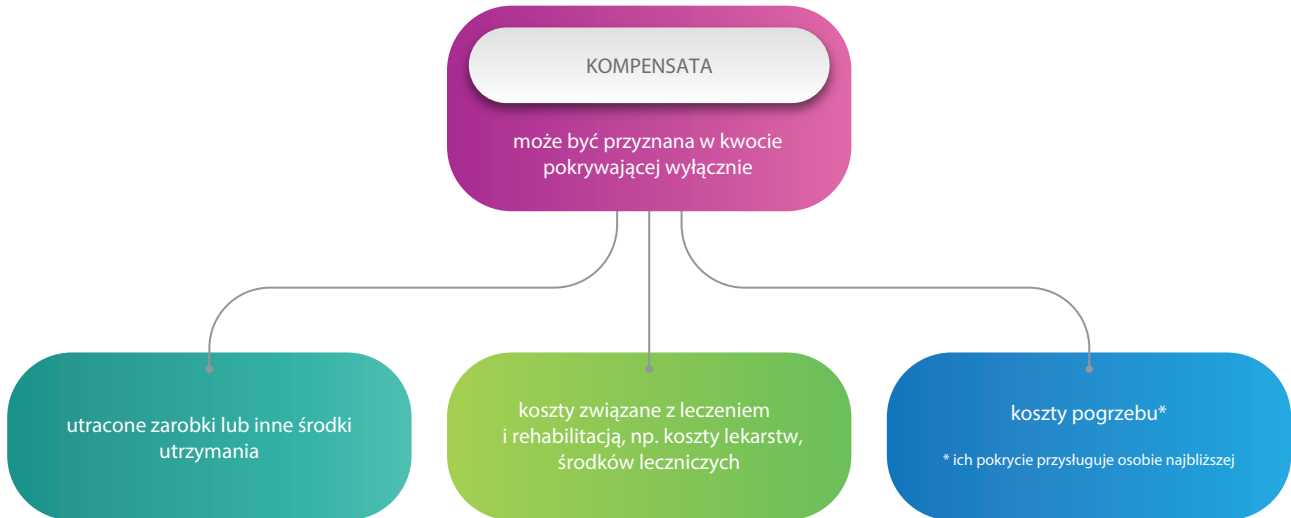 KOMPENSATA
może być przyznana w kwocie
pokrywającej wyłącznie
utracone zarobki lub inne środki
utrzymania
koszty związane z leczeniem
i rehabilitacją, np. koszty lekarstw,
środków leczniczych
koszty pogrzebu*
* ich pokrycie przysługuje osobie najbliższej